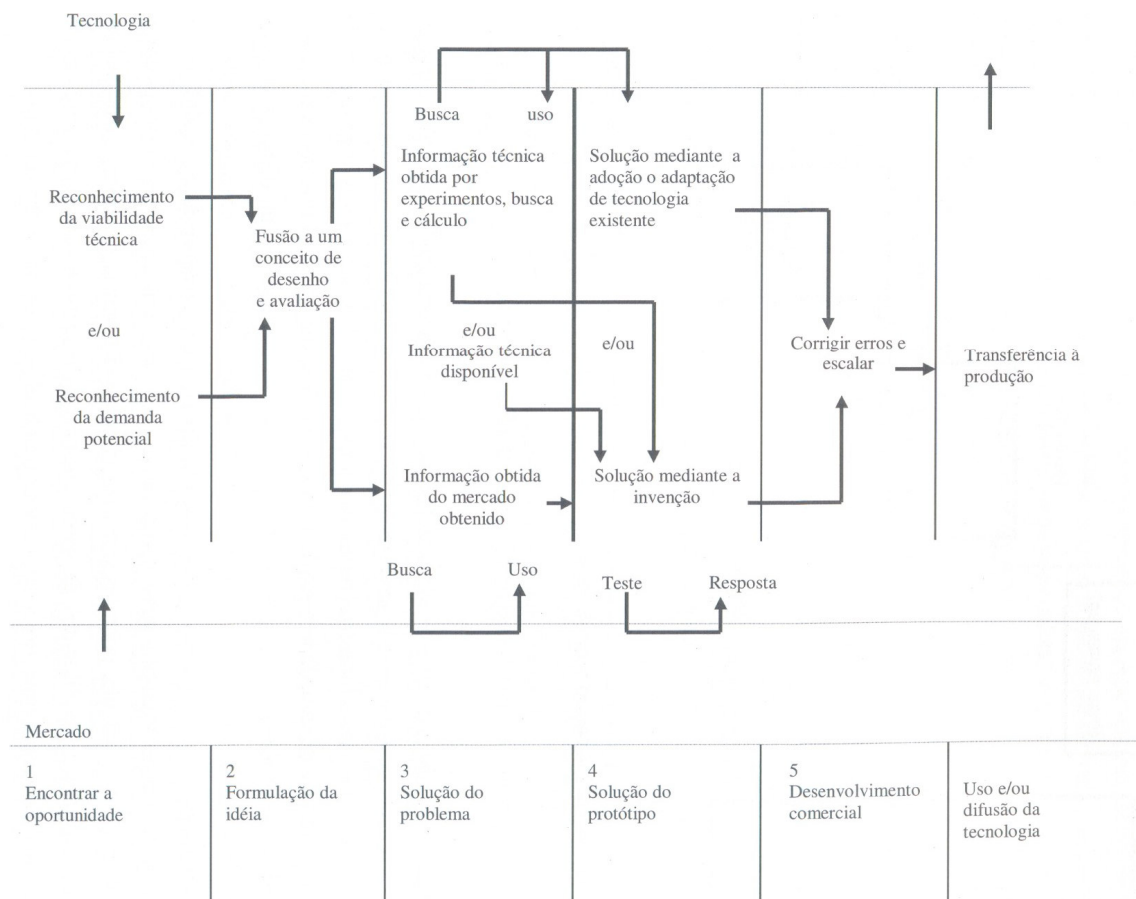 Tecnologia
Busca
uso
Reconhecimento
da viabilidade
técnica
e/ou
Reconhecimento
da demanda
potencial
Fusão a um
conceito de
desenho
e avaliação
Informação técnica
obtida por
experimentos, busca
e cálculo
e/ou
Informação técnica
disponível
Informação obtida
do mercado
obtenido
Solução mediante a
adoção o adaptação
de tecnologia
existente
e/ou
Solução mediante a
invenção
Corrigir erros e
escalar
Transferência à
produção
Busca
Uso
Teste
Resposta
Mercado
1
Encontrar a
oportunidade
2
Formulação da
idéia
3
Solução do
problema
4
Solução do
protótipo
5
Desenvolvimento
comercial
Uso e/ou
difusão da
tecnologia